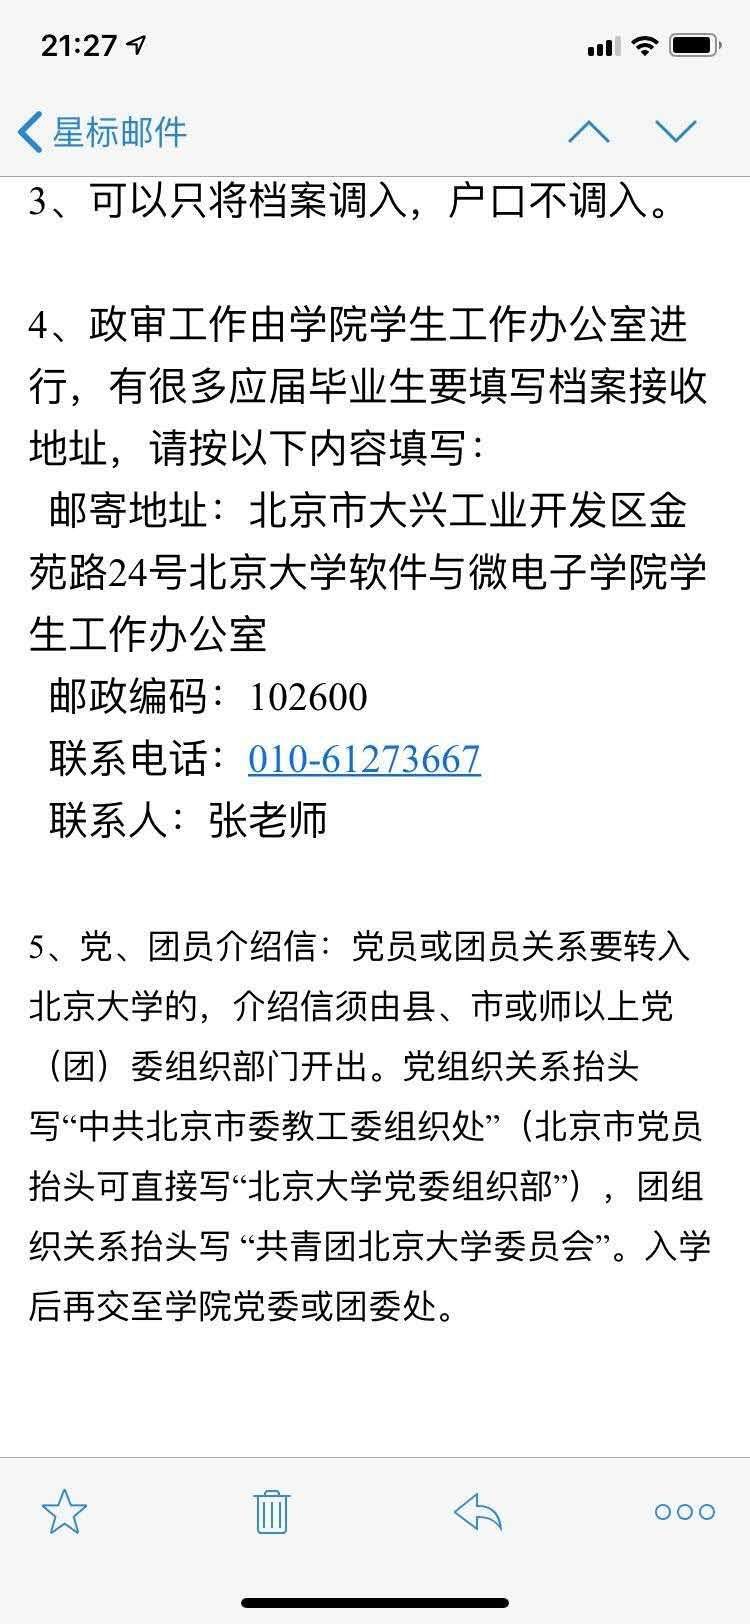 21:27
星标邮件
3、可以只将档案调入，户口不调入。
4、政审工作由学院学生工作办公室进
行，有很多应届毕业生要填写档案接收
地址，请按以下内容填写：
邮寄地址：北京市大兴工业开发区金
苑路24号北京大学软件与微电子学院学
生工作办公室
邮政编码：102600
联系电话：010-61273667
联系人：张老师
5、党、团员介绍信：党员或团员关系要转入
北京大学的，介绍信须由县、市或师以上党
（团）委组织部门开出。党组织关系抬头
写“中共北京市委教工委组织处”（北京市党员
抬头可直接写“北京大学党委组织部”），团组
织关系抬头写 “共青团北京大学委员会”。入学
后再交至学院党委或团委处。